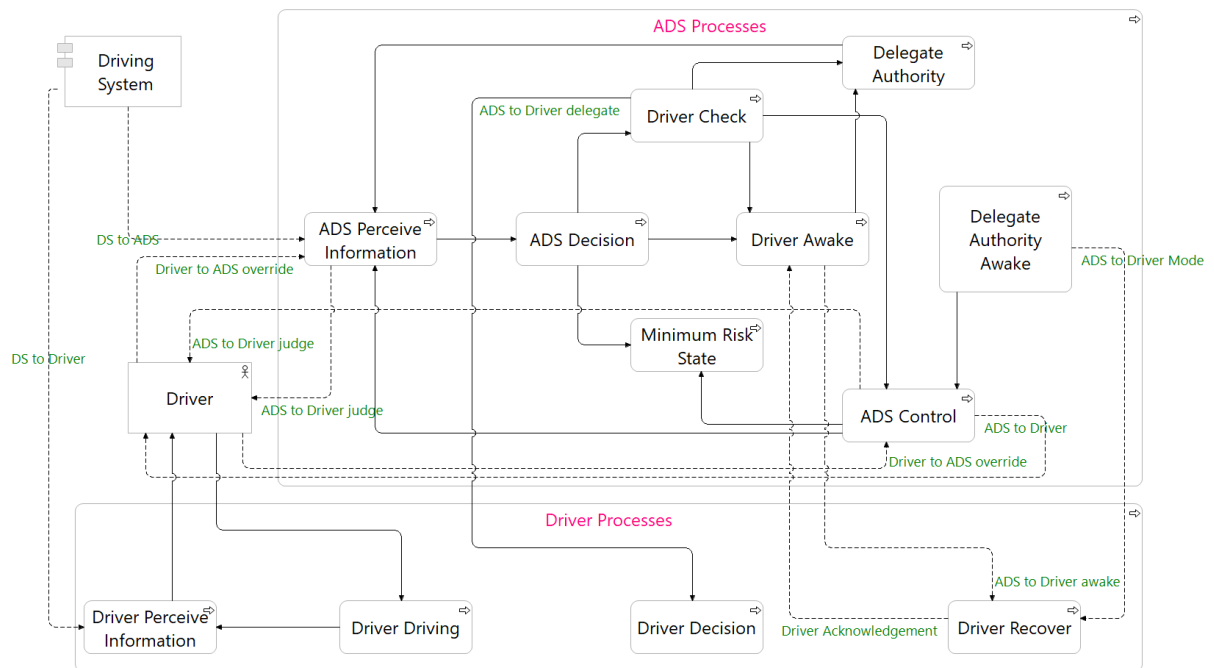 ADS Processes
Driving
System
Delegate
Authority
ADS to Driver delegate
Driver Check
Delegate
Authority
Awake
ADS Perceive
Information
ADS Decision
Driver Awake
DS to ADS
Driver to ADS override
ADS to Driver Mode
ADS to Driver judge
Minimum Risk
State
DS to Driver
Driver
ADS to Driver judge
ADS Control
ADS to Driver
Driver to ADS override
Driver Processes
ADS to Driver awake
Driver Perceive
Information
Driver Driving
Driver Decision
Driver Acknowledgement
Driver Recover